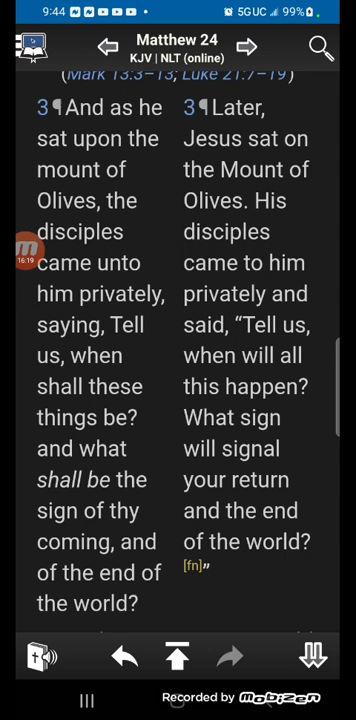 9:44
5GUC
99%
Matthew 24
KJV | NLT (online)
(Mark 13:3–13; Luke 21:7–19)
3 ¶ And as he
sat upon the
mount of
Olives, the
disciples
came unto
him privately,
saying, Tell
us, when
shall these
things be?
and what
shall be the
sign of thy
coming, and
of the end of
the world?
3 ¶ Later,
Jesus sat on
the Mount of
Olives. His
disciples
came to him
privately and
said, “Tell us,
when will all
this happen?
What sign
will signal
your return
and the end
of the world?
[fn]”
16:19
Recorded by mobizen